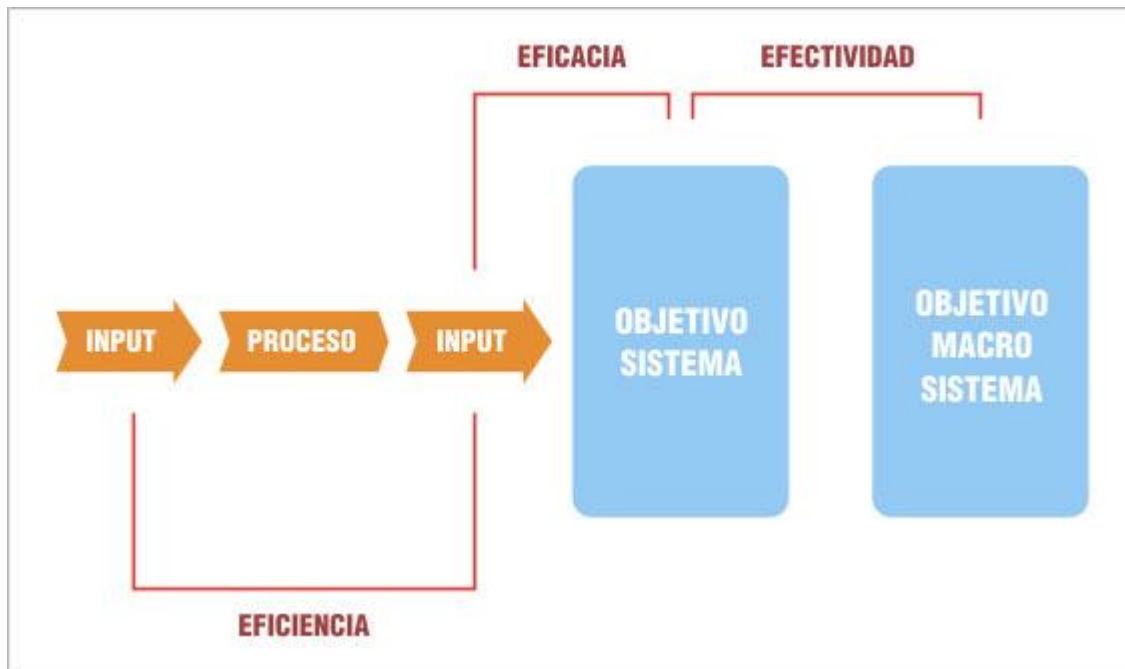 EFICACIA
EFECTIVIDAD
INPUT
PROCESO
INPUT
OBJETIVO
SISTEMA
OBJETIVO
MACRO
SISTEMA
EFICIENCIA